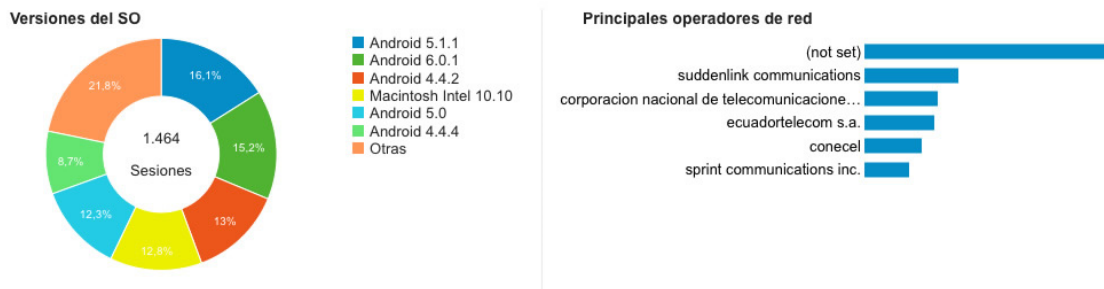 Versiones del SO
16,1%
15,2%
13%
12,8%
12,3%
8,7%
21,8%
1.464
Sesiones
Android 5.1.1
Android 6.0.1
Android 4.4.2
Macintosh Intel 10.10
Android 5.0
Android 4.4.4
Otras
Principales operadores de red
(not set)
suddenlink communications
corporacion nacional de telecomunicacione…
ecuadortelecom s.a.
conecel
sprint communications inc.